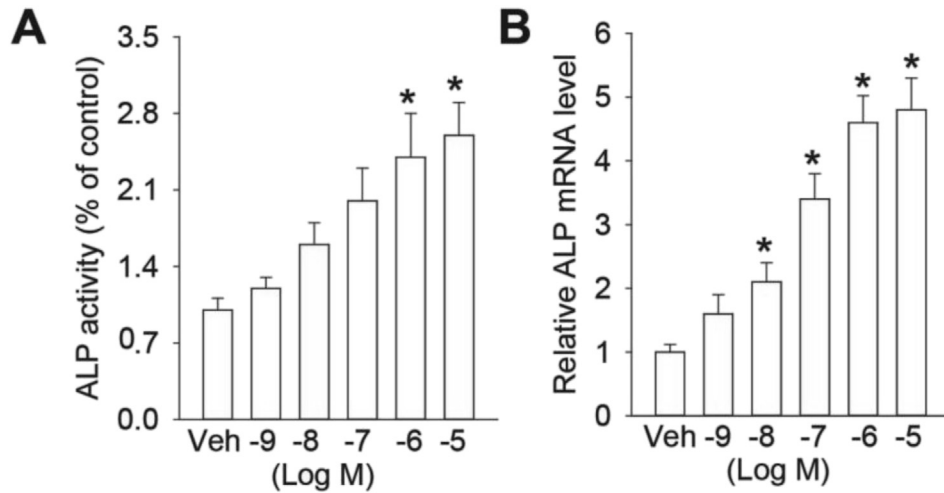 A
ALP activity (% of control)
3.5
2.8
2.1
1.4
0.7
0.0
* *
Veh -9 -8 -7 -6 -5
(Log M)
B
Relative ALP mRNA level
6
5
4
3
2
1
0
* * * *
Veh -9 -8 -7 -6 -5
(Log M)